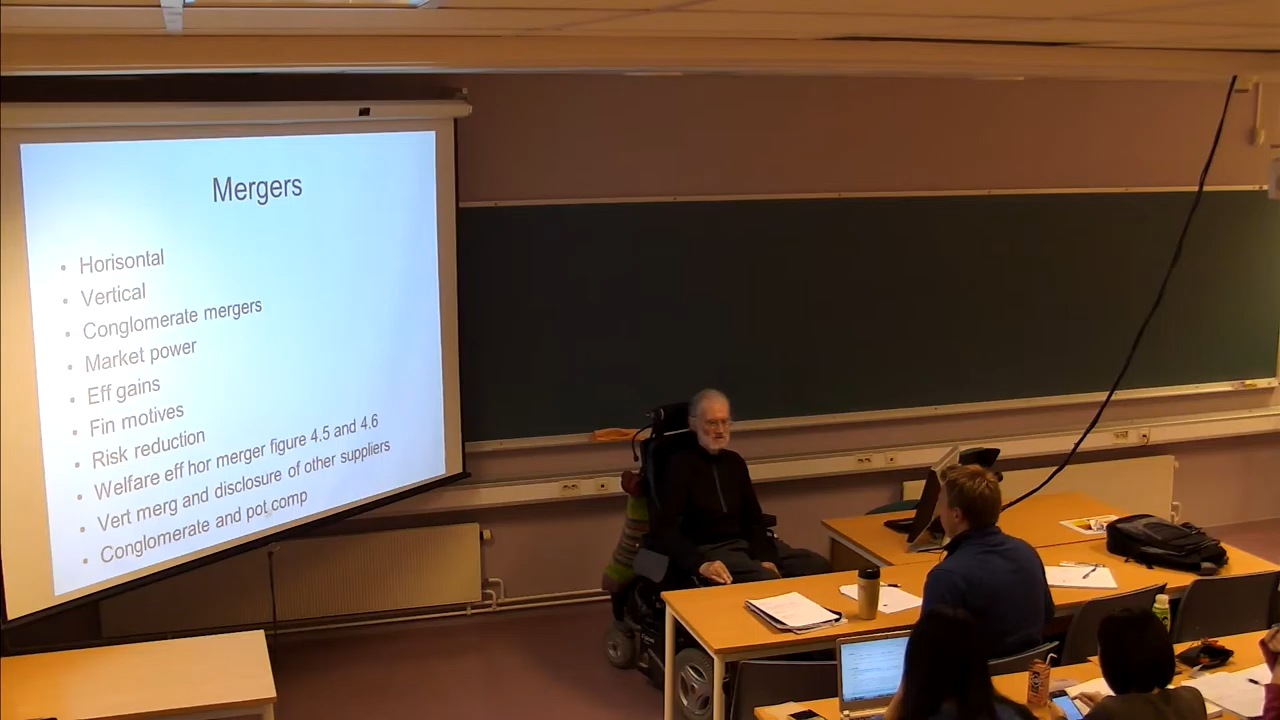 Mergers
• Horisontal
• Vertical
• Conglomerate mergers
• Market power
• Eff gains
• Fin motives
• Risk reduction
• Welfare eff hor merger figure 4.5 and 4.6
• Vert merg and disclosure of other suppliers
• Conglomerate and pot comp